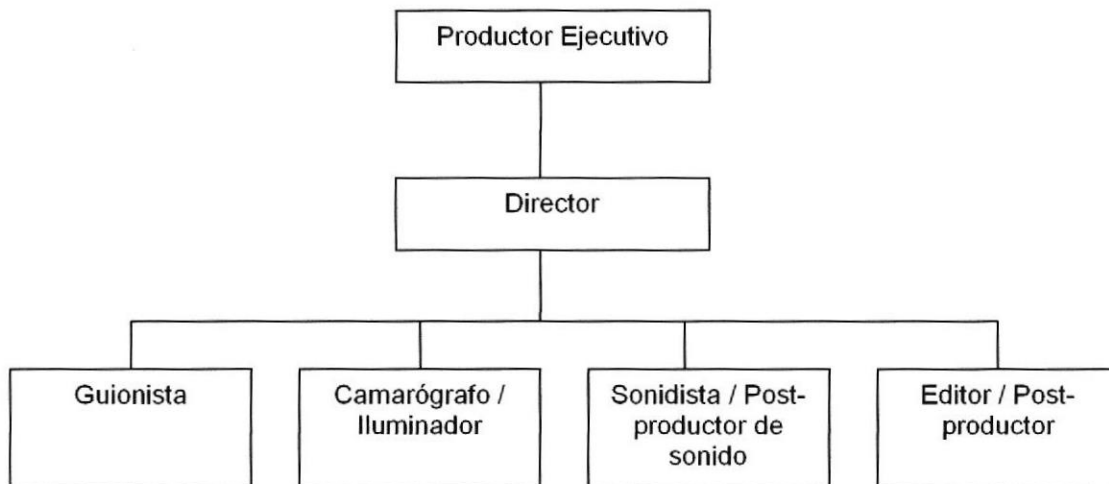 Productor Ejecutivo
Director
Guionista
Camarógrafo /
Iluminador
Sonidista / Post-
productor de
sonido
Editor / Post-
productor